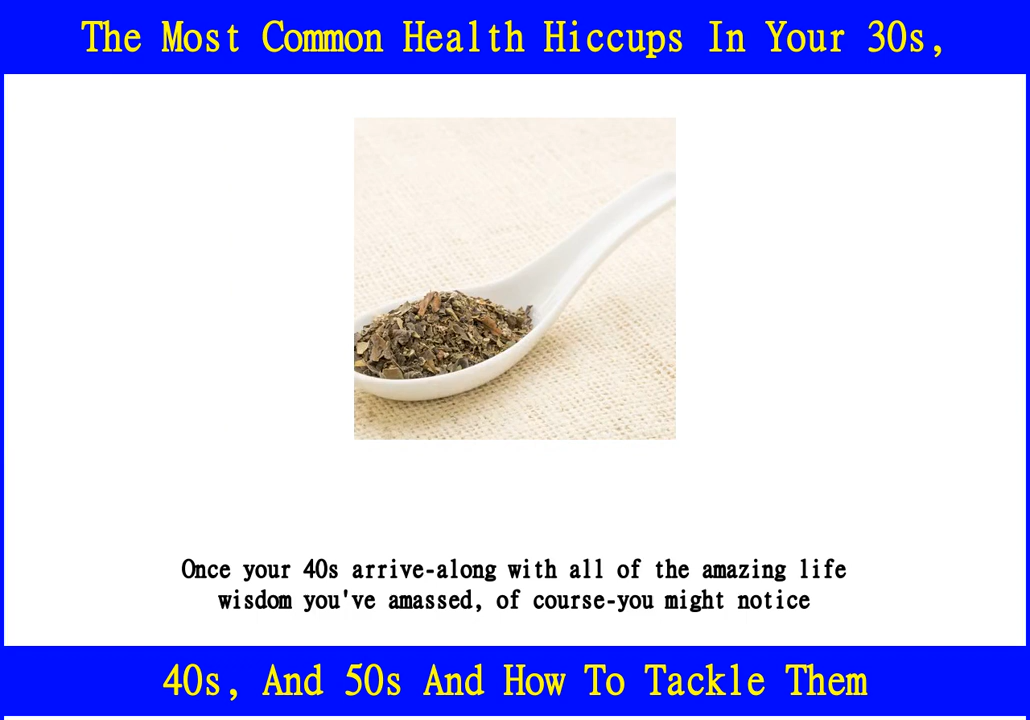 The Most Common Health Hiccups In Your 30s,
Once your 40s arrive-along with all of the amazing life
wisdom you've amassed, of course-you might notice
40s, And 50s And How To Tackle Them